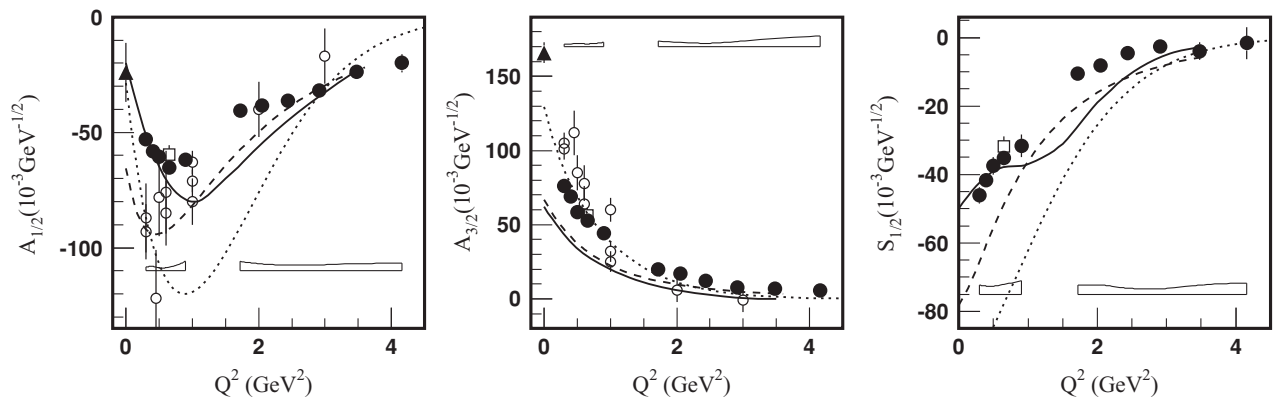 0
-50
-100
0 2 4
A1/2(10-3GeV-1/2)
Q2 (GeV2)
150
100
50
0
0 2 4
A3/2(10-3GeV-1/2)
Q2 (GeV2)
0
-20
-40
-60
-80
0 2 4
S1/2(10-3GeV-1/2)
Q2 (GeV2)